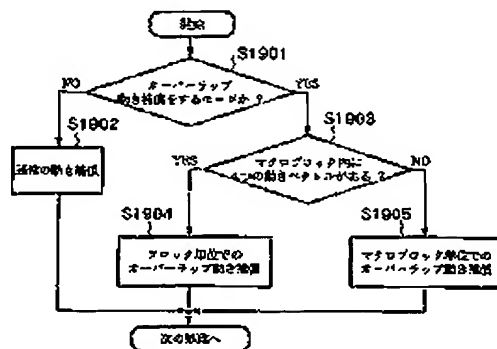 開始
S1901
オーバーラップ
動き補償をするモードか？
NO
YES
S1902
通常の動き補償
S1903
マクロブロック内に
4つの動きベクトルがある？
YES
NO
S1904
ブロック単位での
オーバーラップ動き補償
S1905
マクロブロック単位での
オーバーラップ動き補償
次の処理へ